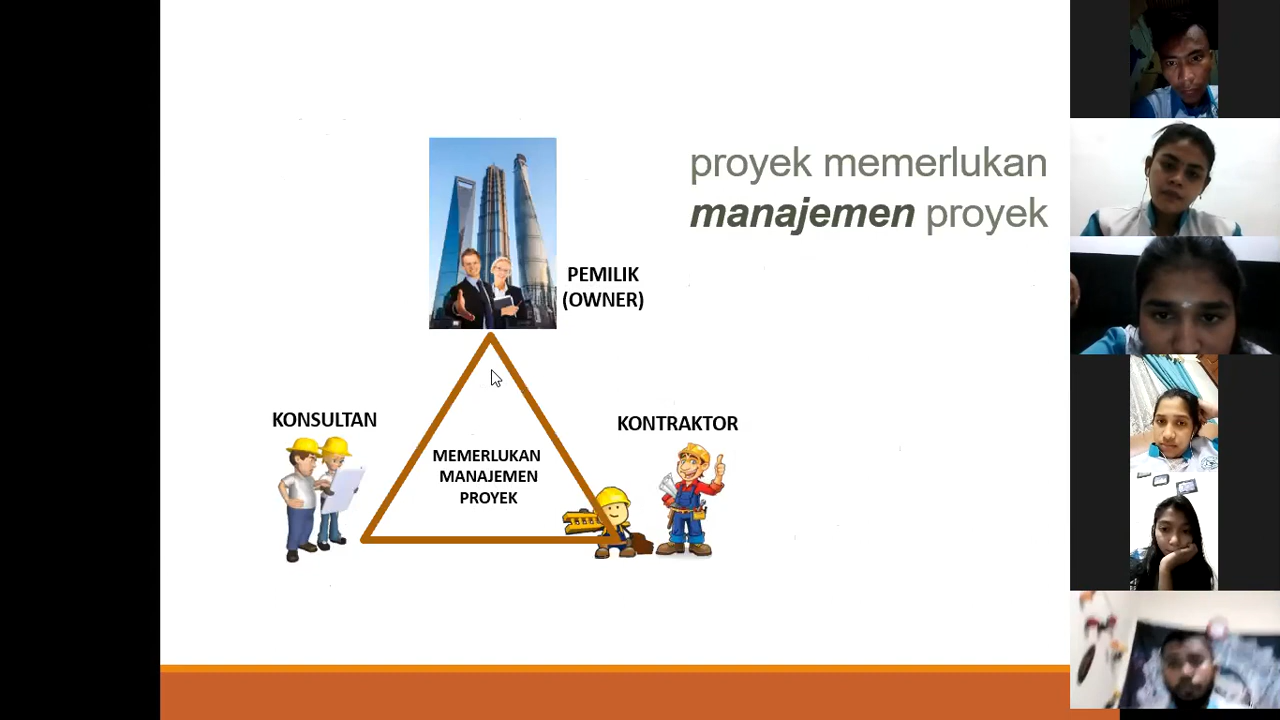 proyek memerlukan
manajemen proyek
PEMILIK
(OWNER)
KONSULTAN
KONTRAKTOR
MEMERLUKAN
MANAJEMEN
PROYEK